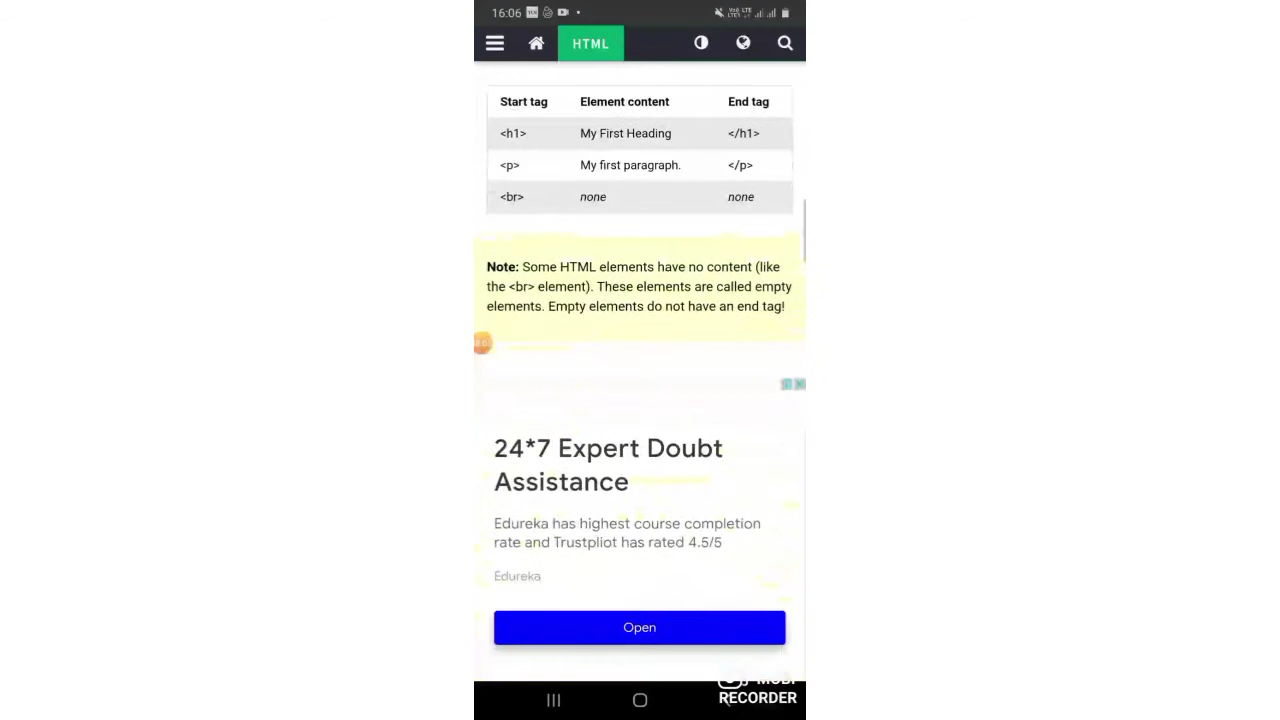 16:06
HTML
Start tag Element content End tag
<h1> My First Heading </h1>
<p> My first paragraph. </p>
<br> none none
Note: Some HTML elements have no content (like
the <br> element). These elements are called empty
elements. Empty elements do not have an end tag!
24*7 Expert Doubt
Assistance
Edureka has highest course completion
rate and Trustpliot has rated 4.5/5
Edureka
Open
MOBI
RECORDER